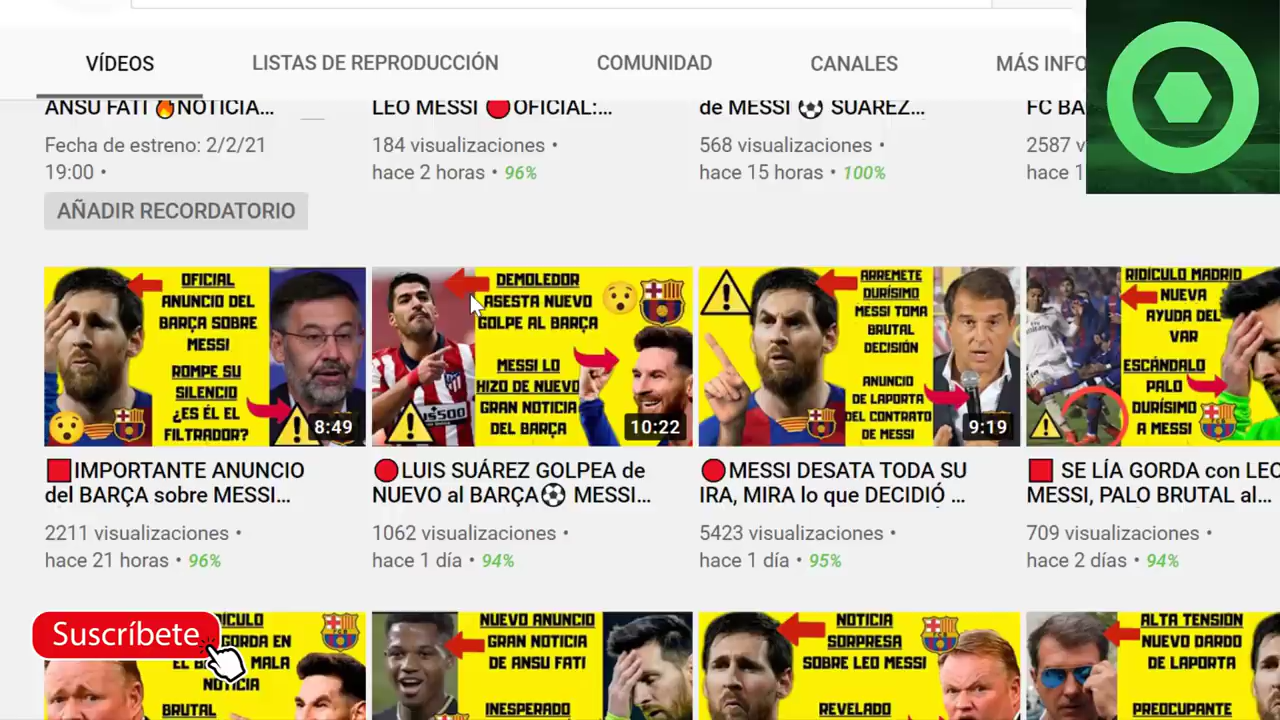 VÍDEOS
LISTAS DE REPRODUCCIÓN
COMUNIDAD
CANALES
MÁS INFO
ANSU FATI 🔥NOTICIA...
Fecha de estreno: 2/2/21
19:00 •
AÑADIR RECORDATORIO
LEO MESSI 🔴OFICIAL:...
184 visualizaciones •
hace 2 horas • 96%
de MESSI ⚽ SUAREZ...
568 visualizaciones •
hace 15 horas • 100%
FC BA
2587 v
hace 1
OFICIAL
ANUNCIO DEL
BARÇA SOBRE
MESSI
ROMPE SU
SILENCIO
¿ES ÉL EL
FILTRADOR?
8:49
🟥IMPORTANTE ANUNCIO
del BARÇA sobre MESSI...
2211 visualizaciones •
hace 21 horas • 96%
DEMOLEDOR
ASESTA NUEVO
GOLPE AL BARÇA
MESSI LO
HIZO DE NUEVO
GRAN NOTICIA
DEL BARÇA
10:22
🔴LUIS SUÁREZ GOLPEA de
NUEVO al BARÇA⚽ MESSI...
1062 visualizaciones •
hace 1 día • 94%
ARREMETE
DURÍSIMO
MESSI TOMA
BRUTAL
DECISIÓN
ANUNCIO
DE LAPORTA
DEL CONTRATO
DE MESSI
9:19
🔴MESSI DESATA TODA SU
IRA, MIRA lo que DECIDIÓ ...
5423 visualizaciones •
hace 1 día • 95%
RIDÍCULO MADRID
NUEVA
AYUDA DEL
VAR
ESCÁNDALO
PALO
DURÍSIMO
A MESSI
🟥 SE LÍA GORDA con LEO
MESSI, PALO BRUTAL al...
709 visualizaciones •
hace 2 días • 94%
Suscríbete
GORDA EN
MALA
NOTICIA
BRUTAL
NUEVO ANUNCIO
GRAN NOTICIA
DE ANSU FATI
INESPERADO
NOTICIA
SORPRESA
SOBRE LEO MESSI
REVELADO
ALTA TENSIÓN
NUEVO DARDO
DE LAPORTA
PREOCUPANTE